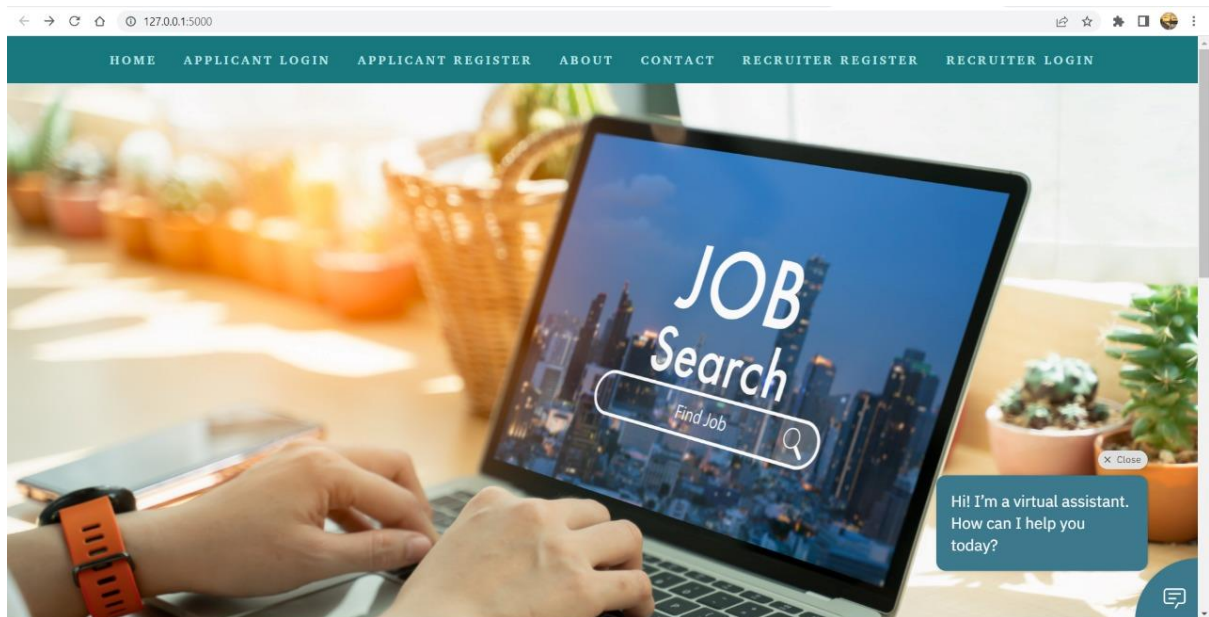 127.0.0.1:5000
HOME APPLICANT LOGIN APPLICANT REGISTER ABOUT CONTACT RECRUITER REGISTER RECRUITER LOGIN
JOB
Search
Find Job
× Close
Hi! I'm a virtual assistant.
How can I help you
today?